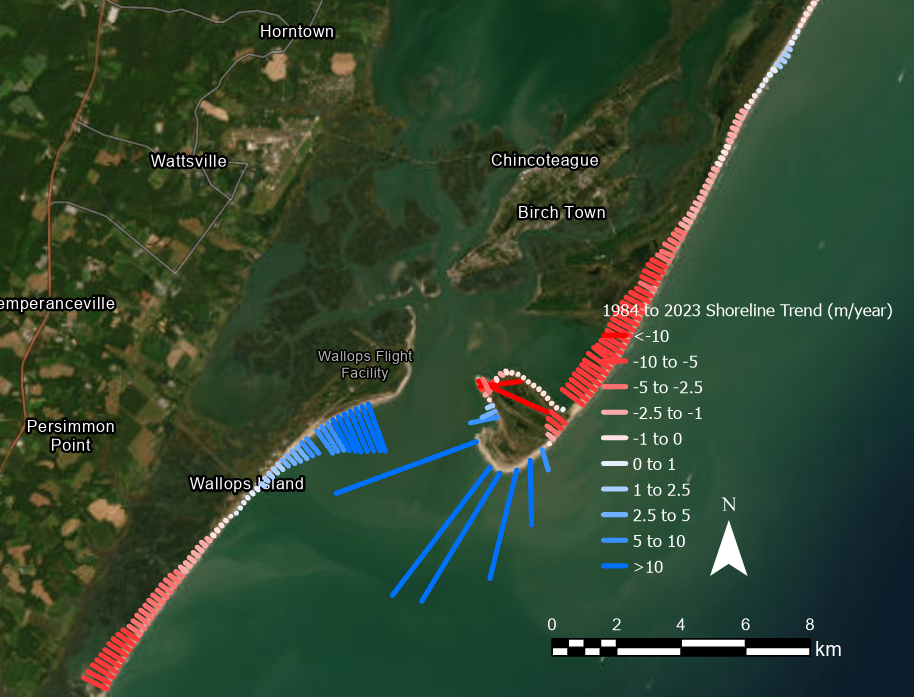 Horntown
Wattsville
Chincoteague
Birch Town
emperanceville
1984 to 2023 Shoreline Trend (m/year)
<-10
-10 to -5
-5 to -2.5
-2.5 to -1
-1 to 0
0 to 1
1 to 2.5
2.5 to 5
5 to 10
>10
Wallops Flight
Facility
Persimmon
Point
Wallops Island
N
0 2 4 6 8
km